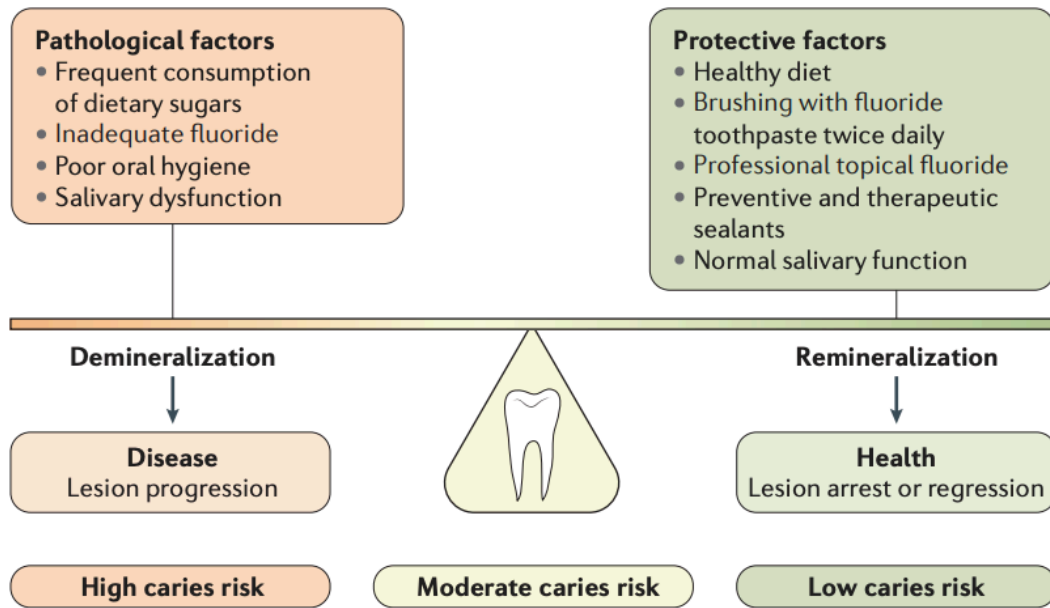 Pathological factors
• Frequent consumption
of dietary sugars
• Inadequate fluoride
• Poor oral hygiene
• Salivary dysfunction
Protective factors
• Healthy diet
• Brushing with fluoride
toothpaste twice daily
• Professional topical fluoride
• Preventive and therapeutic
sealants
• Normal salivary function
Demineralization
Remineralization
Disease
Lesion progression
Health
Lesion arrest or regression
High caries risk
Moderate caries risk
Low caries risk